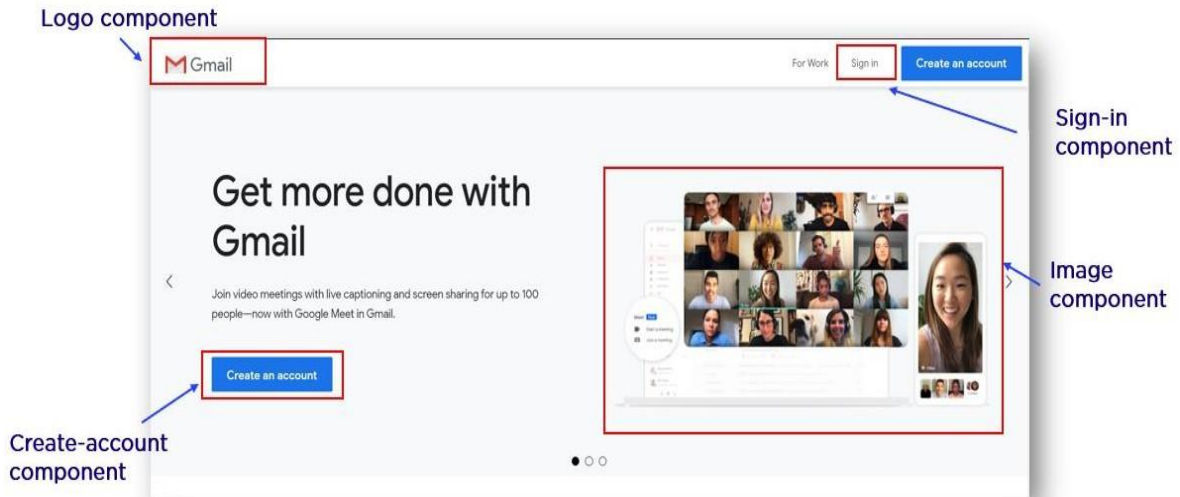 Logo component
Gmail
For Work
Sign in
Create an account
Sign-in
component
Get more done with
Gmail
Join video meetings with live captioning and screen sharing for up to 100
people—now with Google Meet in Gmail.
Image
component
Create an account
Create-account
component